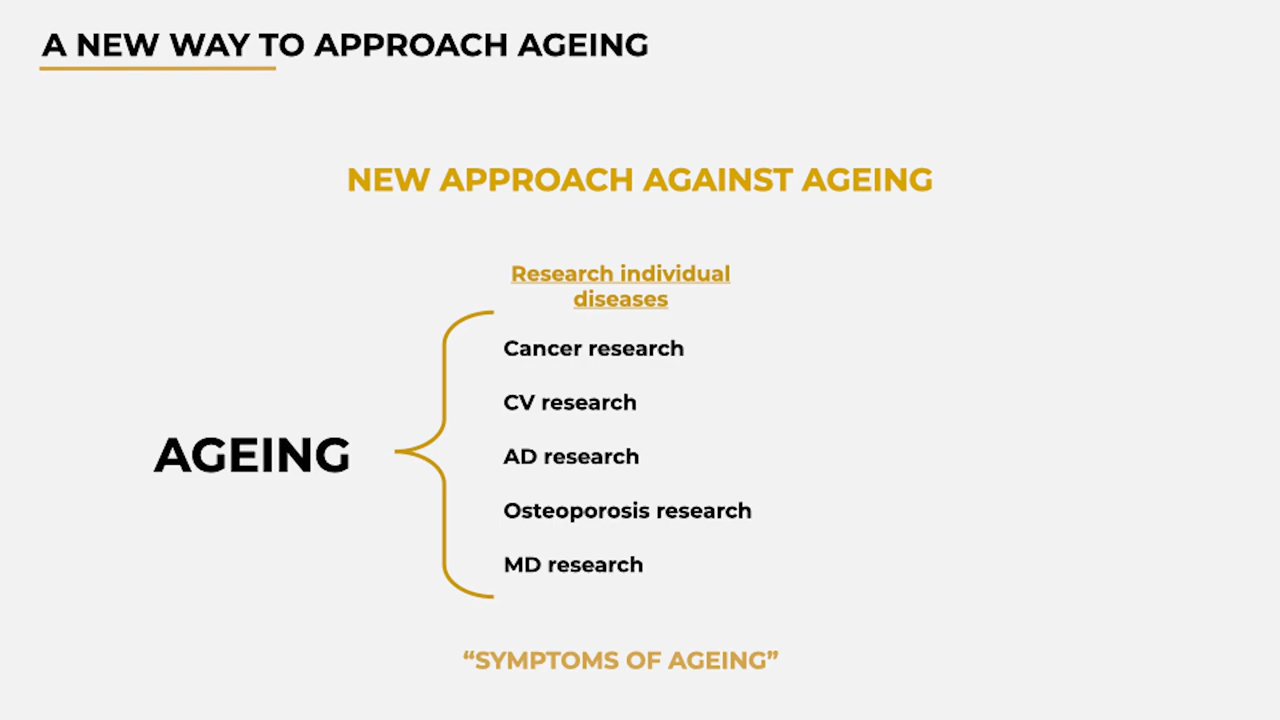 A NEW WAY TO APPROACH AGEING
NEW APPROACH AGAINST AGEING
Research individual
diseases
Cancer research
CV research
AD research
AGEING
Osteoporosis research
MD research
“SYMPTOMS OF AGEING”